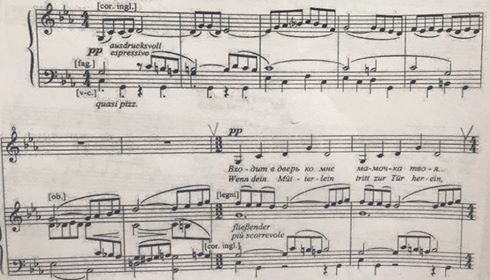 [cor. ingl.]
pp
ausdrucksvoll
espressivo
[fag.]
[v-c.]
quasi pizz.
pp
Вхо - дит в дверь ко мне ма-моч-ка тво-я...
Wenn dein Müt - ter-lein tritt zur Tür her-ein,
[ob.]
[legni]
fließender
più scorrevole
[cor. ingl.]